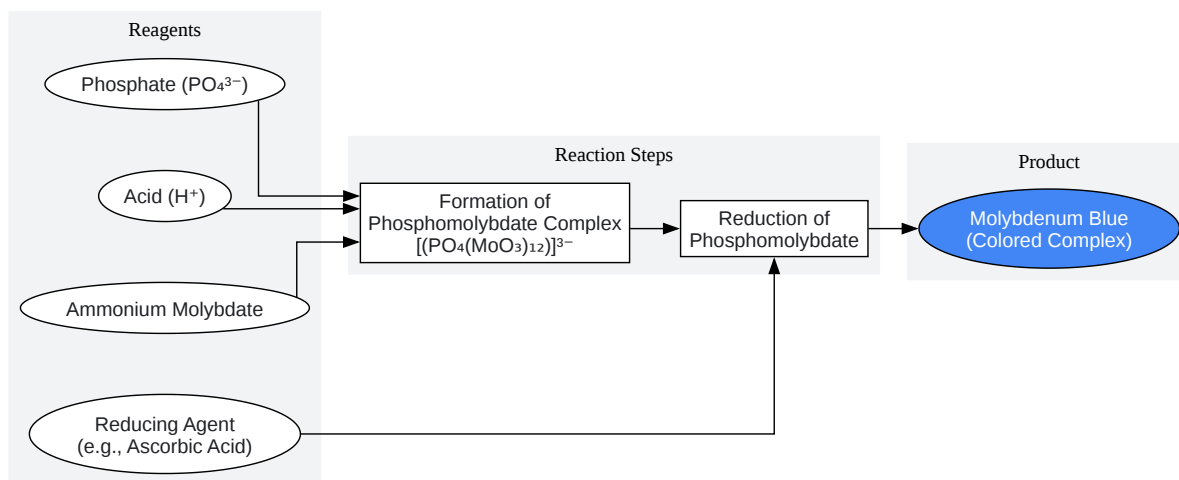 Reagents
Phosphate (PO₄³⁻)
Acid (H⁺)
Ammonium Molybdate
Reducing Agent
(e.g., Ascorbic Acid)
Reaction Steps
Formation of
Phosphomolybdate Complex
[(PO₄(MoO₃)₁₂)]³⁻
Reduction of
Phosphomolybdate
Product
Molybdenum Blue
(Colored Complex)